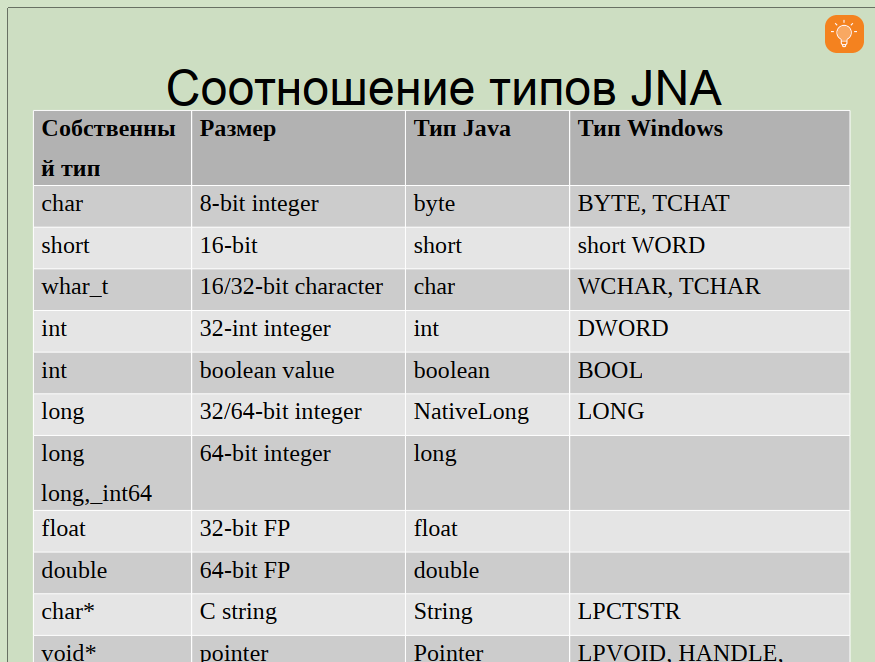 Соотношение типов JNA
Собственны Размер Тип Java Тип Windows
й тип
char 8-bit integer byte BYTE, TCHAT
short 16-bit short short WORD
whar_t 16/32-bit character char WCHAR, TCHAR
int 32-int integer int DWORD
int boolean value boolean BOOL
long 32/64-bit integer NativeLong LONG
long 64-bit integer long
long,_int64
float 32-bit FP float
double 64-bit FP double
char* C string String LPCTSTR
void* pointer Pointer LPVOID, HANDLE,